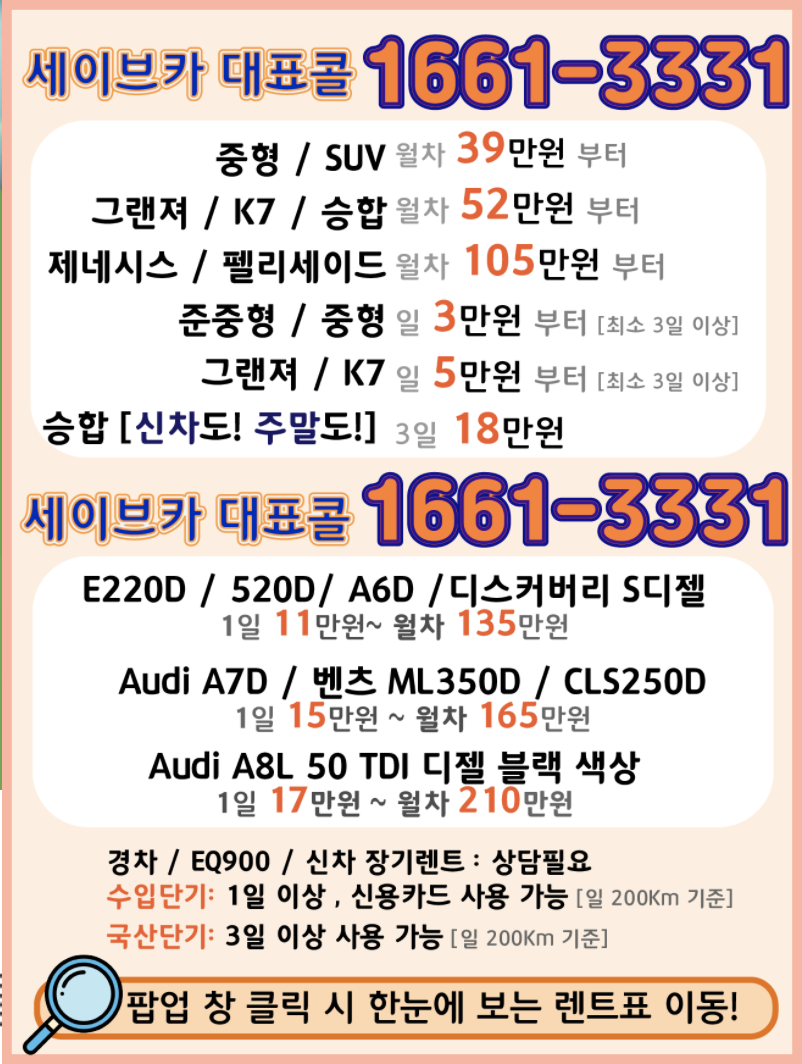 세이브카 대표콜 1661-3331
중형 / SUV 월차 39만원 부터
그랜져 / K7 / 승합 월차 52만원 부터
제네시스 / 펠리세이드 월차 105만원 부터
준중형 / 중형 일 3만원 부터 [최소 3일 이상]
그랜져 / K7 일 5만원 부터 [최소 3일 이상]
승합 [신차도! 주말도!] 3일 18만원
세이브카 대표콜 1661-3331
E220D / 520D/ A6D /디스커버리 S디젤
1일 11만원~ 월차 135만원
Audi A7D / 벤츠 ML350D / CLS250D
1일 15만원 ~ 월차 165만원
Audi A8L 50 TDI 디젤 블랙 색상
1일 17만원 ~ 월차 210만원
경차 / EQ900 / 신차 장기렌트 : 상담필요
수입단기: 1일 이상 , 신용카드 사용 가능 [일 200Km 기준]
국산단기: 3일 이상 사용 가능 [일 200Km 기준]
팝업 창 클릭 시 한눈에 보는 렌트표 이동!